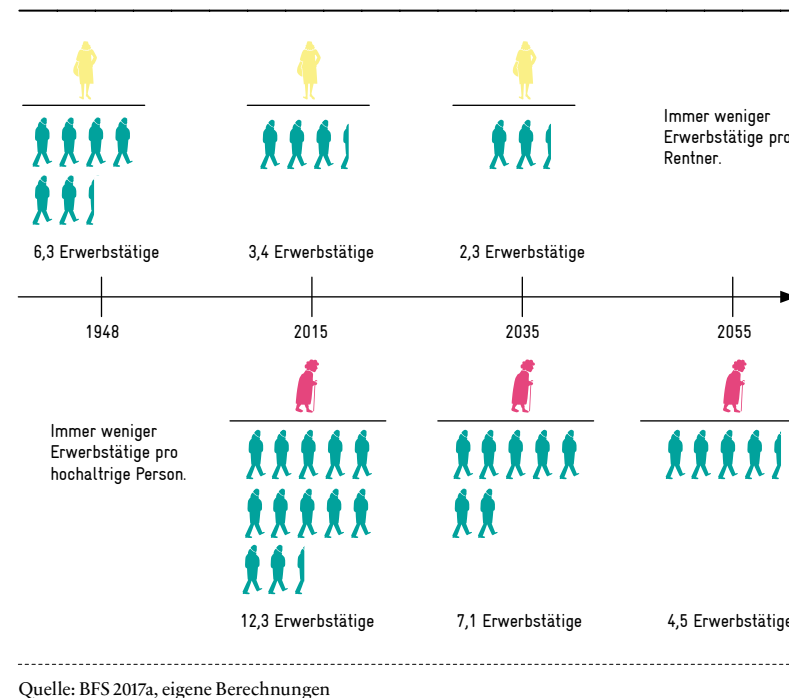 Immer weniger
Erwerbstätige pro
Rentner.
6,3 Erwerbstätige
3,4 Erwerbstätige
2,3 Erwerbstätige
1948
2015
2035
2055
Immer weniger
Erwerbstätige pro
hochaltrige Person.
12,3 Erwerbstätige
7,1 Erwerbstätige
4,5 Erwerbstätige
Quelle: BFS 2017a, eigene Berechnungen